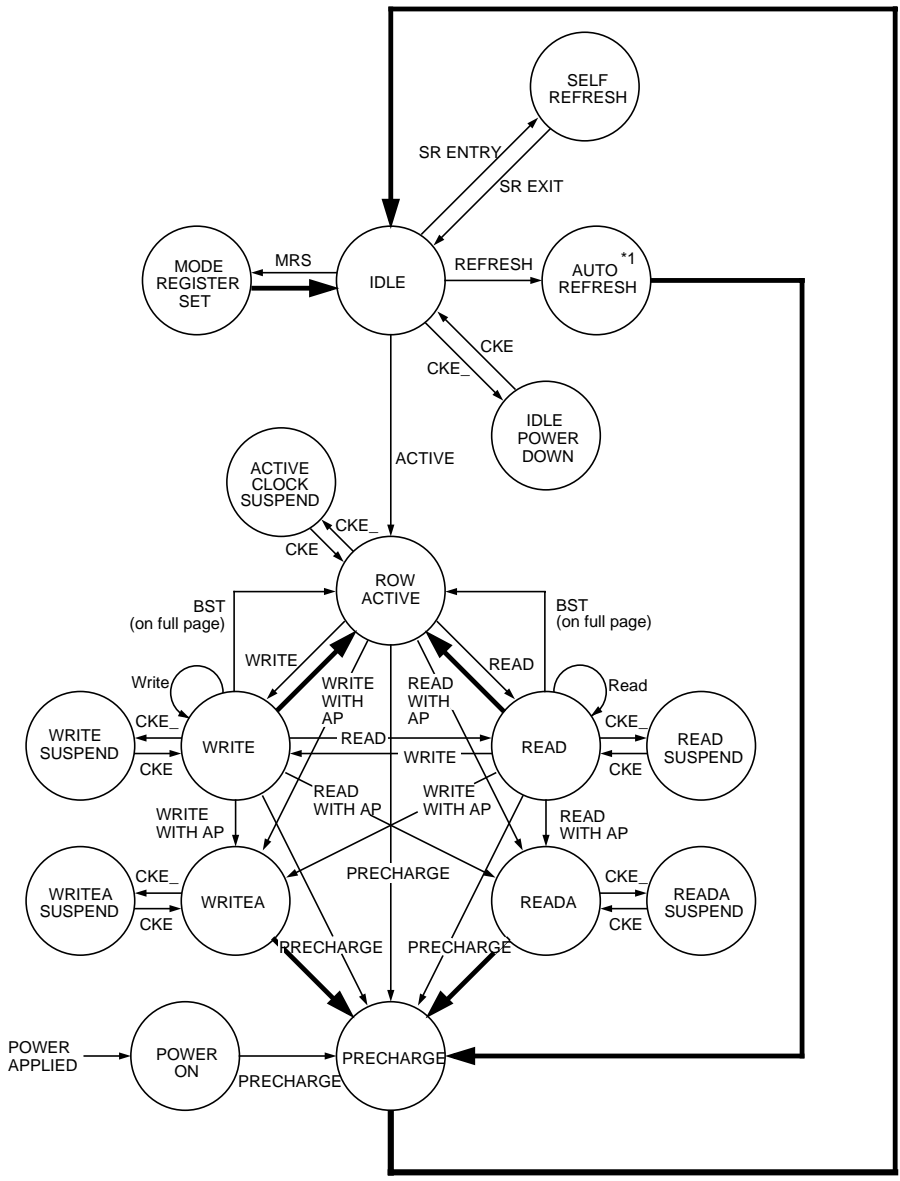 SELF
REFRESH
SR ENTRY
SR EXIT
MODE
REGISTER
SET
MRS
IDLE
REFRESH
AUTO *1
REFRESH
CKE
CKE_
IDLE
POWER
DOWN
ACTIVE
ACTIVE
CLOCK
SUSPEND
CKE_
CKE
ROW
ACTIVE
BST
(on full page)
BST
(on full page)
WRITE
READ
Write
WRITE
WITH
AP
READ
WITH
AP
Read
WRITE
SUSPEND
CKE_
CKE
WRITE
READ
WRITE
READ
CKE_
CKE
READ
SUSPEND
WRITE
WITH AP
READ
WITH AP
WRITE
WITH AP
READ
WITH AP
WRITEA
SUSPEND
CKE_
CKE
WRITEA
PRECHARGE
READA
CKE_
CKE
READA
SUSPEND
PRECHARGE
PRECHARGE
POWER
APPLIED
POWER
ON
PRECHARGE
PRECHARGE